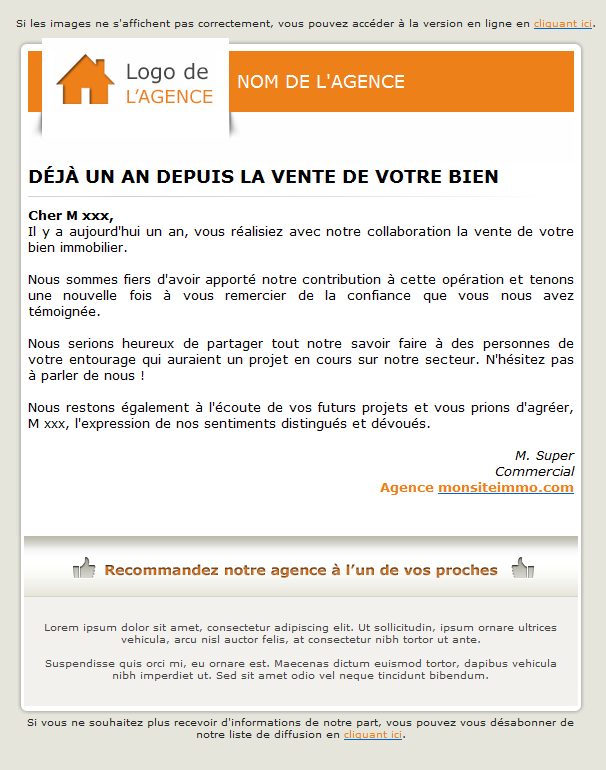 Si les images ne s'affichent pas correctement, vous pouvez accéder à la version en ligne en cliquant ici.
Logo de
L'AGENCE
NOM DE L'AGENCE
DÉJÀ UN AN DEPUIS LA VENTE DE VOTRE BIEN
Cher M xxx,
Il y a aujourd'hui un an, vous réalisiez avec notre collaboration la vente de votre
bien immobilier.
Nous sommes fiers d'avoir apporté notre contribution à cette opération et tenons
une nouvelle fois à vous remercier de la confiance que vous nous avez
témoignée.
Nous serions heureux de partager tout notre savoir faire à des personnes de
votre entourage qui auraient un projet en cours sur notre secteur. N'hésitez pas
à parler de nous !
Nous restons également à l'écoute de vos futurs projets et vous prions d'agréer,
M xxx, l'expression de nos sentiments distingués et dévoués.
M. Super
Commercial
Agence monsiteimmo.com
Recommandez notre agence à l'un de vos proches
Lorem ipsum dolor sit amet, consectetur adipiscing elit. Ut sollicitudin, ipsum ornare ultrices
vehicula, arcu nisl auctor felis, at consectetur nibh tortor ut ante.
Suspendisse quis orci mi, eu ornare est. Maecenas dictum euismod tortor, dapibus vehicula
nibh imperdiet ut. Sed sit amet odio vel neque tincidunt bibendum.
Si vous ne souhaitez plus recevoir d'informations de notre part, vous pouvez vous désabonner de
notre liste de diffusion en cliquant ici.